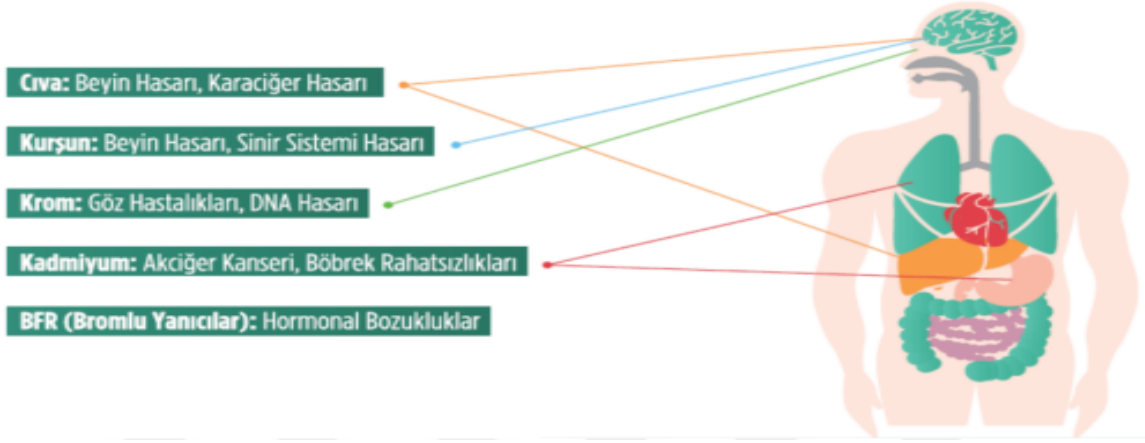 Cıva: Beyin Hasarı, Karaciğer Hasarı
Kurşun: Beyin Hasarı, Sinir Sistemi Hasarı
Krom: Göz Hastalıkları, DNA Hasarı
Kadmiyum: Akciğer Kanseri, Böbrek Rahatsızlıkları
BFR (Bromlu Yanıcılar): Hormonal Bozukluklar